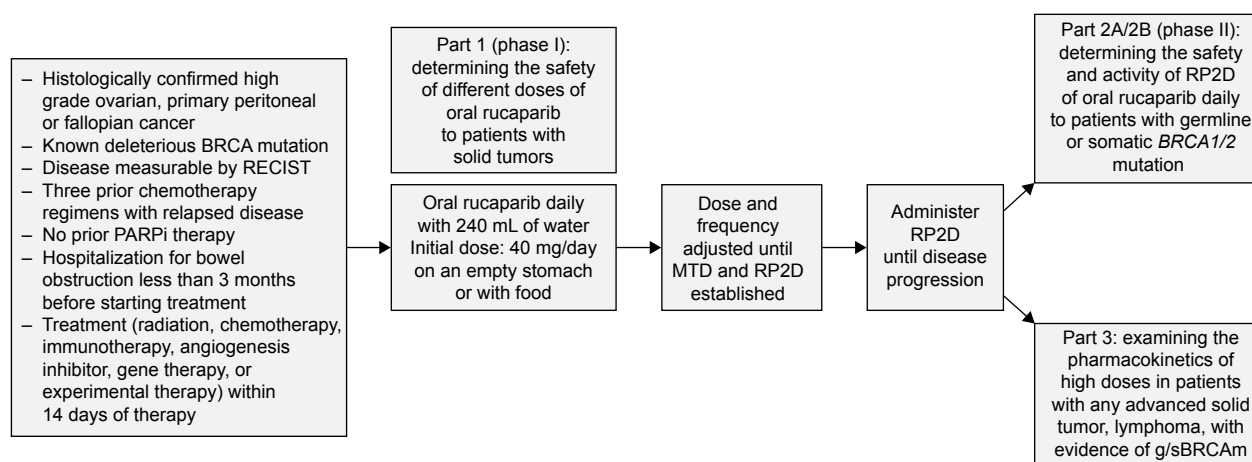 – Histologically confirmed high
grade ovarian, primary peritoneal
or fallopian cancer
– Known deleterious BRCA mutation
– Disease measurable by RECIST
– Three prior chemotherapy
regimens with relapsed disease
– No prior PARPi therapy
– Hospitalization for bowel
obstruction less than 3 months
before starting treatment
– Treatment (radiation, chemotherapy,
immunotherapy, angiogenesis
inhibitor, gene therapy, or
experimental therapy) within
14 days of therapy
Part 1 (phase I):
determining the safety
of different doses of
oral rucaparib
to patients with
solid tumors
Oral rucaparib daily
with 240 mL of water
Initial dose: 40 mg/day
on an empty stomach
or with food
Dose and
frequency
adjusted until
MTD and RP2D
established
Administer
RP2D
until disease
progression
Part 2A/2B (phase II):
determining the safety
and activity of RP2D
of oral rucaparib daily
to patients with germline
or somatic BRCA1/2
mutation
Part 3: examining the
pharmacokinetics of
high doses in patients
with any advanced solid
tumor, lymphoma, with
evidence of g/sBRCAm